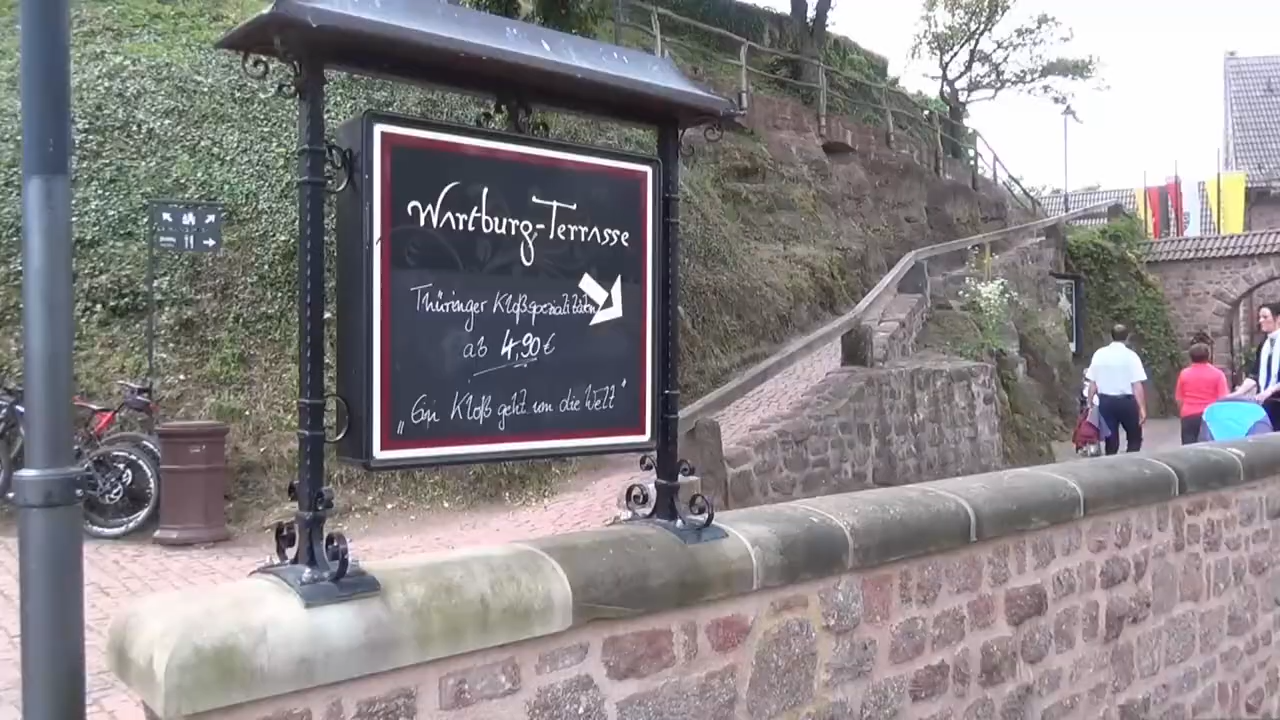 Wartburg-Terrasse
Thüringer Kloßspezialitäten
ab 4,90 €
„Ein Kloß geht um die Welt"